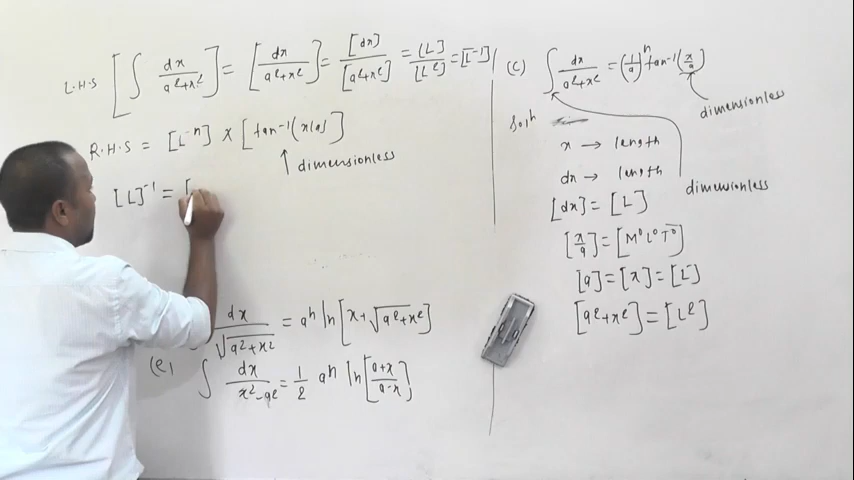 L.H.S [∫ dx/a²+x²] = [dx/a²+x²] = [dx]/[a²+x²] = [L]/[L²] = [L⁻¹]
R.H.S = [L⁻ⁿ] × [tan⁻¹(x/a)]
↑ dimensionless
[L]⁻¹ = [
dx/√a²+x² = aⁿ ln[x+√a²+x²]
(e) ∫ dx/x²-a² = 1/2 aⁿ ln[a+x/a-x]
(c) ∫ dx/a²+x² = (1/a)ⁿ tan⁻¹(x/a)
dimensionless
Solⁿ
x → length
dx → length
dimensionless
[dx] = [L]
[x/a] = [M⁰L⁰T⁰]
[a] = [x] = [L]
[a²+x²] = [L²]